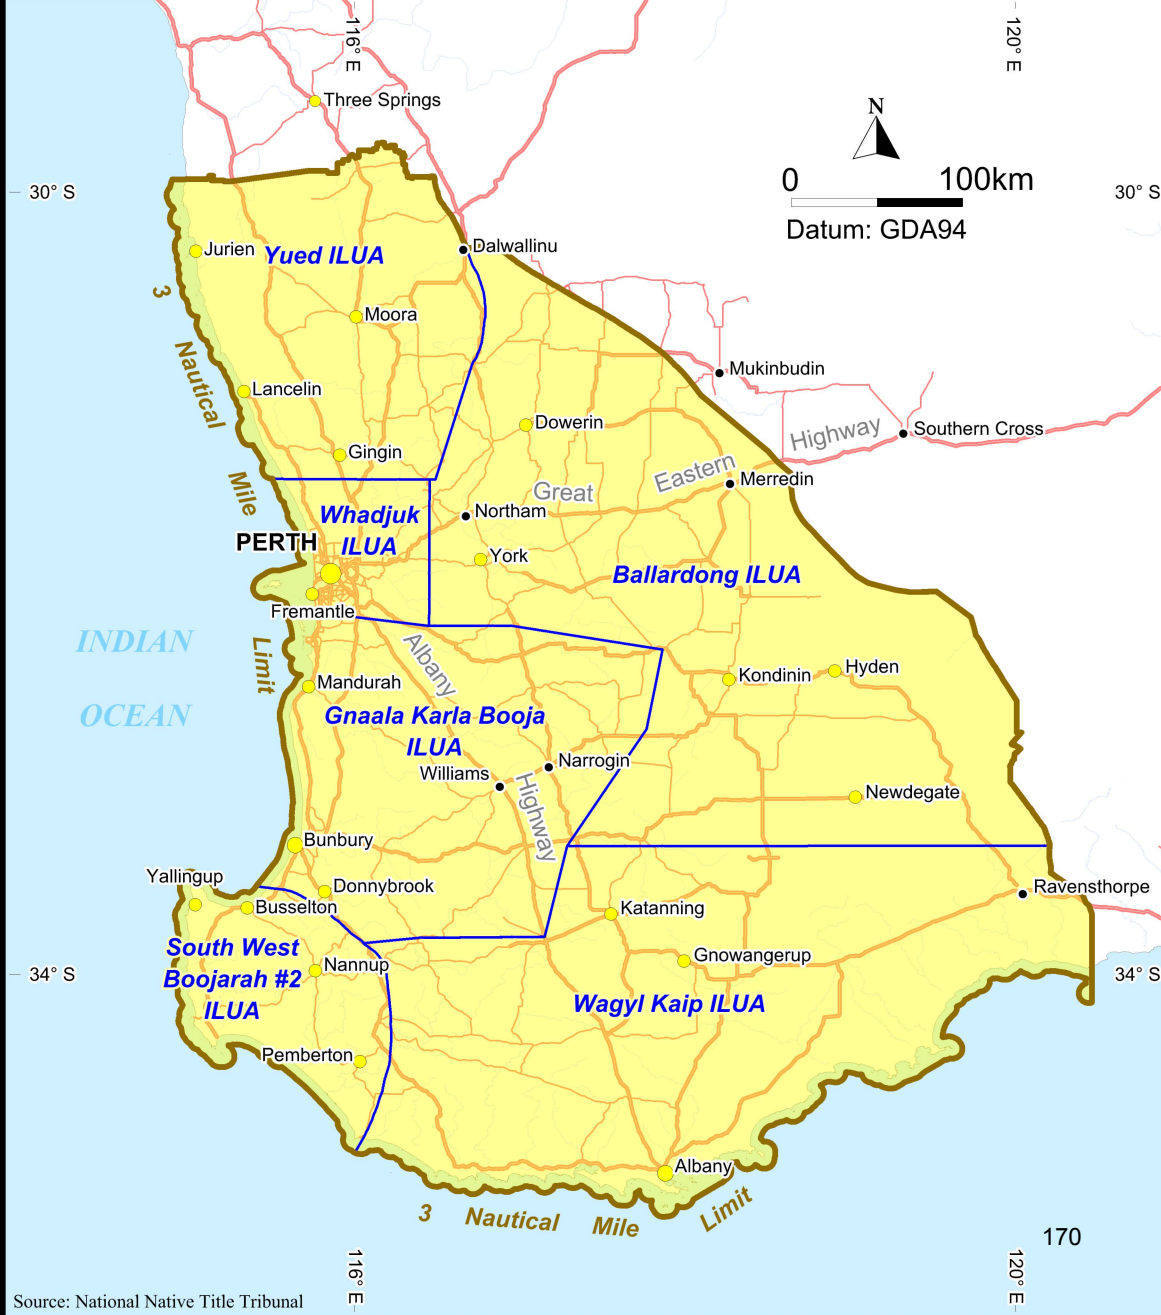 116° E
120° E
Three Springs
N
0
100km
Datum: GDA94
30° S
30° S
Jurien
Yued ILUA
Dalwallinu
3 Nautical Mile Limit
Moora
Mukinbudin
Lancelin
Dowerin
Highway
Southern Cross
Gingin
Eastern
Merredin
Great
Whadjuk
ILUA
Northam
PERTH
York
Ballardong ILUA
Fremantle
INDIAN
OCEAN
Albany
Mandurah
Kondinin
Hyden
Gnaala Karla Booja
ILUA
Narrogin
Williams
Highway
Newdegate
Bunbury
Yallingup
Donnybrook
Busselton
Katanning
Ravensthorpe
South West
Boojarah #2
ILUA
Nannup
Gnowangerup
34° S
34° S
Wagyl Kaip ILUA
Pemberton
Albany
3 Nautical Mile Limit
170
116° E
120° E
Source: National Native Title Tribunal